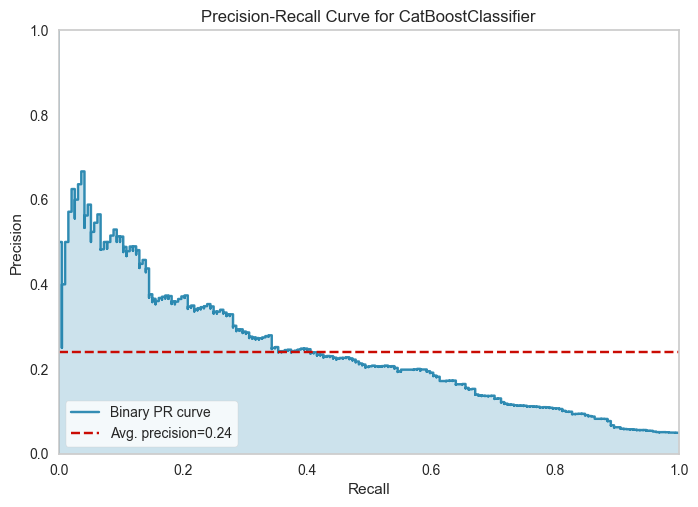 Precision-Recall Curve for CatBoostClassifier
1.0
0.8
0.6
0.4
0.2
0.0
Precision
Binary PR curve
Avg. precision=0.24
0.0 0.2 0.4 0.6 0.8 1.0
Recall